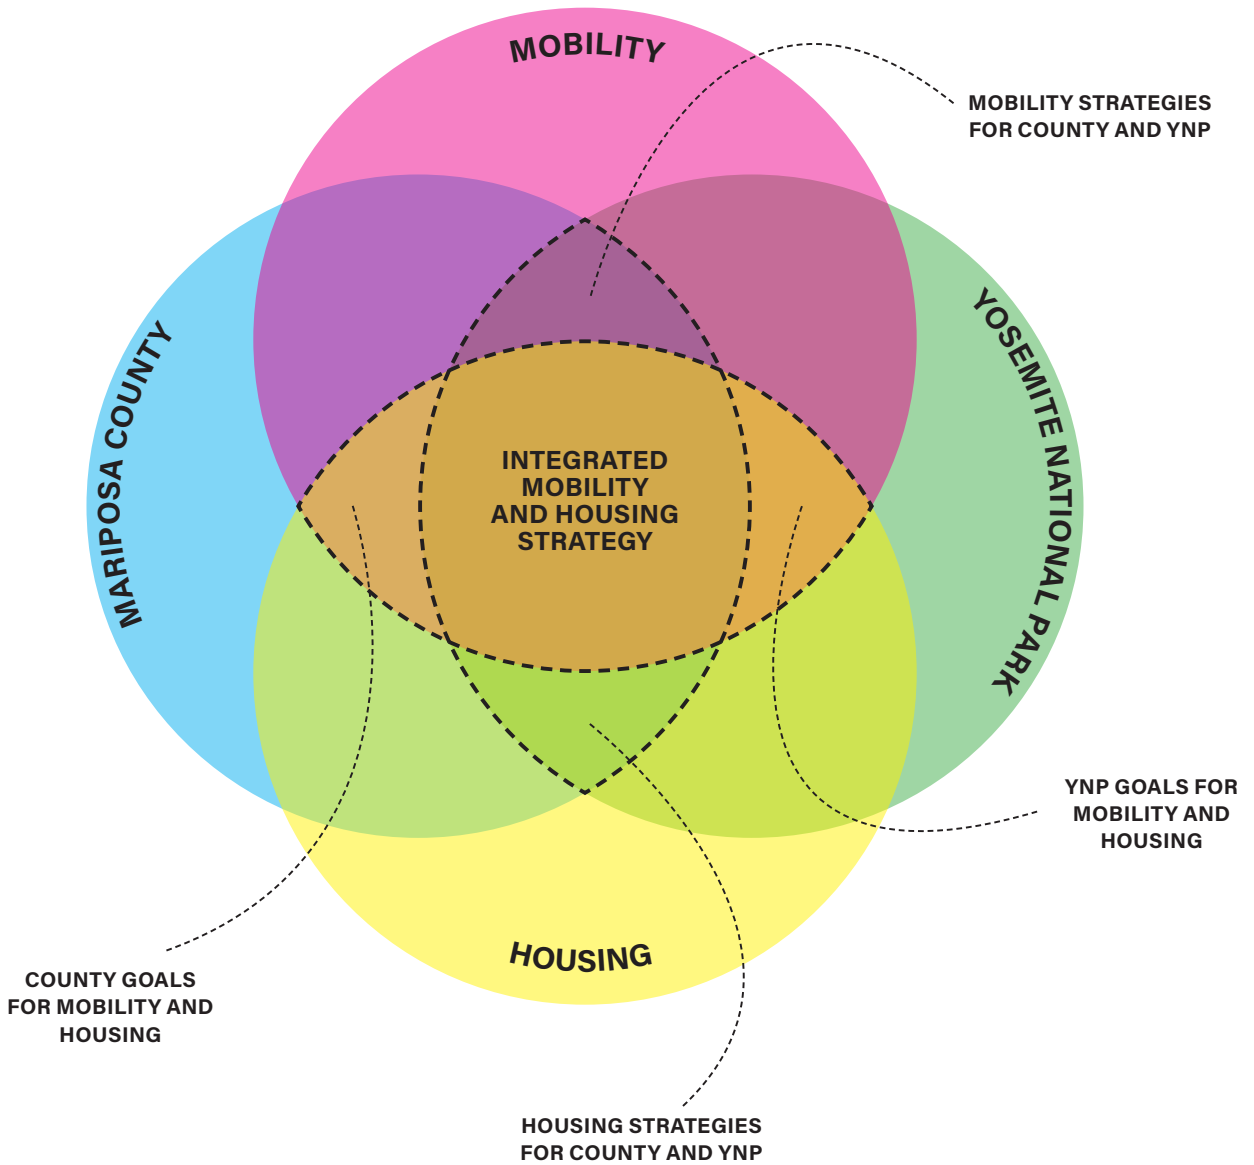 MOBILITY
MOBILITY STRATEGIES
FOR COUNTY AND YNP
MARIPOSA COUNTY
YOSEMITE NATIONAL PARK
INTEGRATED
MOBILITY
AND HOUSING
STRATEGY
YNP GOALS FOR
MOBILITY AND
HOUSING
HOUSING
COUNTY GOALS
FOR MOBILITY AND
HOUSING
HOUSING STRATEGIES
FOR COUNTY AND YNP